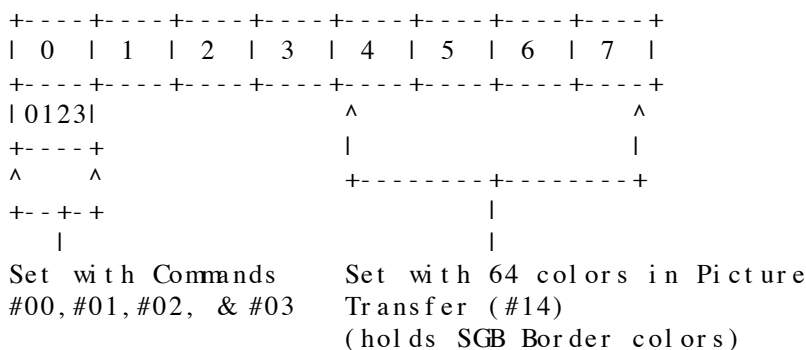 +----+----+----+----+----+----+----+----+
| 0 | 1 | 2 | 3 | 4 | 5 | 6 | 7 |
+----+----+----+----+----+----+----+----+
|0123| ^ ^
+----+ | |
^ ^ +--------+--------+
+--+-+ |
| |
Set with Commands Set with 64 colors in Picture
#00,#01,#02, & #03 Transfer (#14)
(holds SGB Border colors)